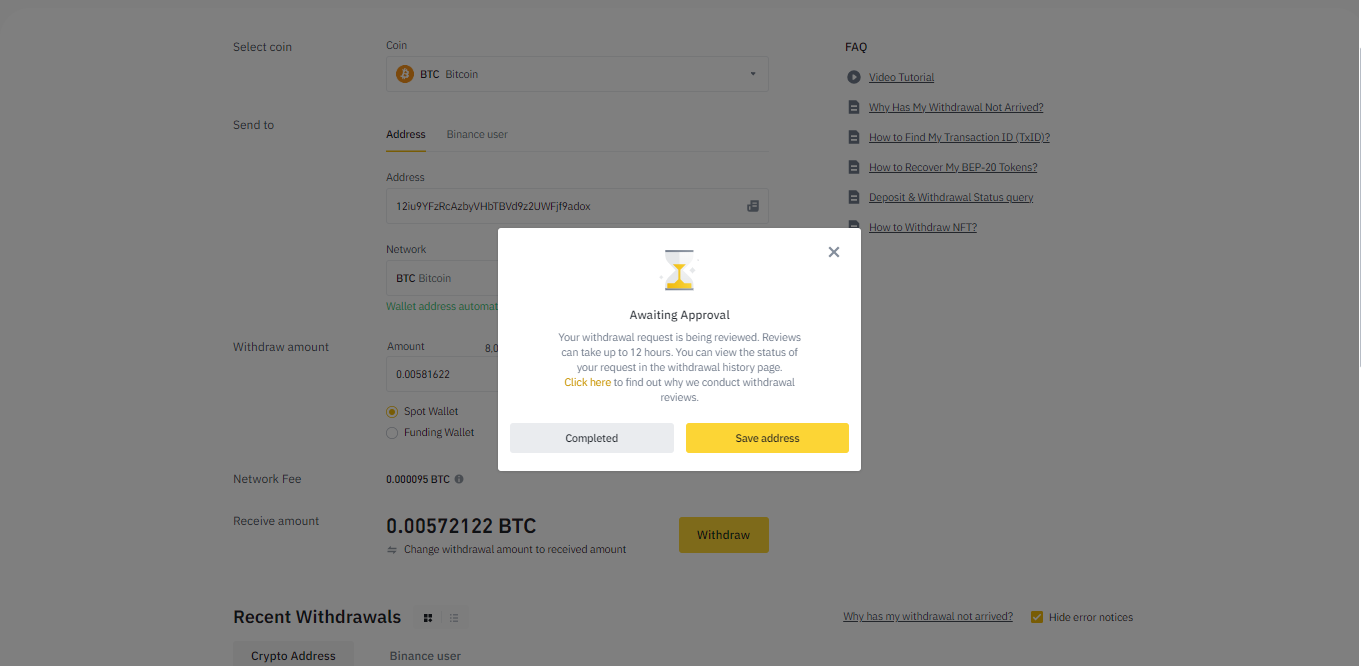 Select coin
Coin
BTC Bitcoin
Send to
Address Binance user
Address
12iu9YFzRcAzbyVHbTBVd9z2UWFjf9adox
Network
BTC Bitcoin
Wallet address automat
Withdraw amount
Amount 8.0
0.00581622
Spot Wallet
Funding Wallet
Network Fee
0.000095 BTC
Receive amount
0.00572122 BTC
Change withdrawal amount to received amount
Withdraw
FAQ
Video Tutorial
Why Has My Withdrawal Not Arrived?
How to Find My Transaction ID (TxID)?
How to Recover My BEP-20 Tokens?
Deposit & Withdrawal Status query
How to Withdraw NFT?
Awaiting Approval
Your withdrawal request is being reviewed. Reviews
can take up to 12 hours. You can view the status of
your request in the withdrawal history page.
Click here to find out why we conduct withdrawal
reviews.
Completed
Save address
Recent Withdrawals
Why has my withdrawal not arrived?
Hide error notices
Crypto Address
Binance user